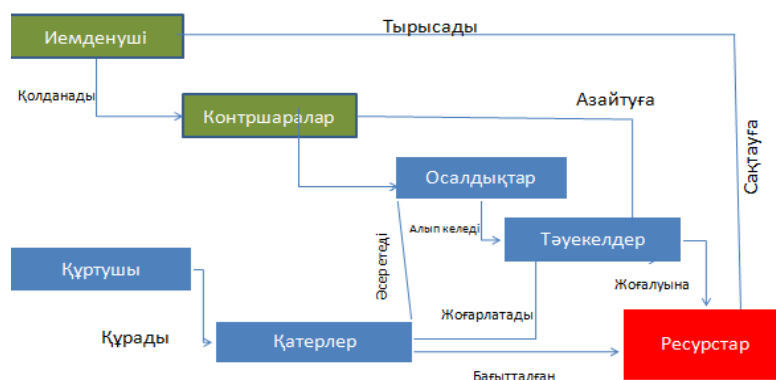 Иемденуші
Тырысады
Қолданады
Контршаралар
Азайтуға
Сақтауға
Осалдықтар
Әсер етеді
Алып келеді
Тәуекелдер
Құртушы
Жоғалуына
Құрады
Қатерлер
Жоғарлатады
Ресурстар
Бағытталған